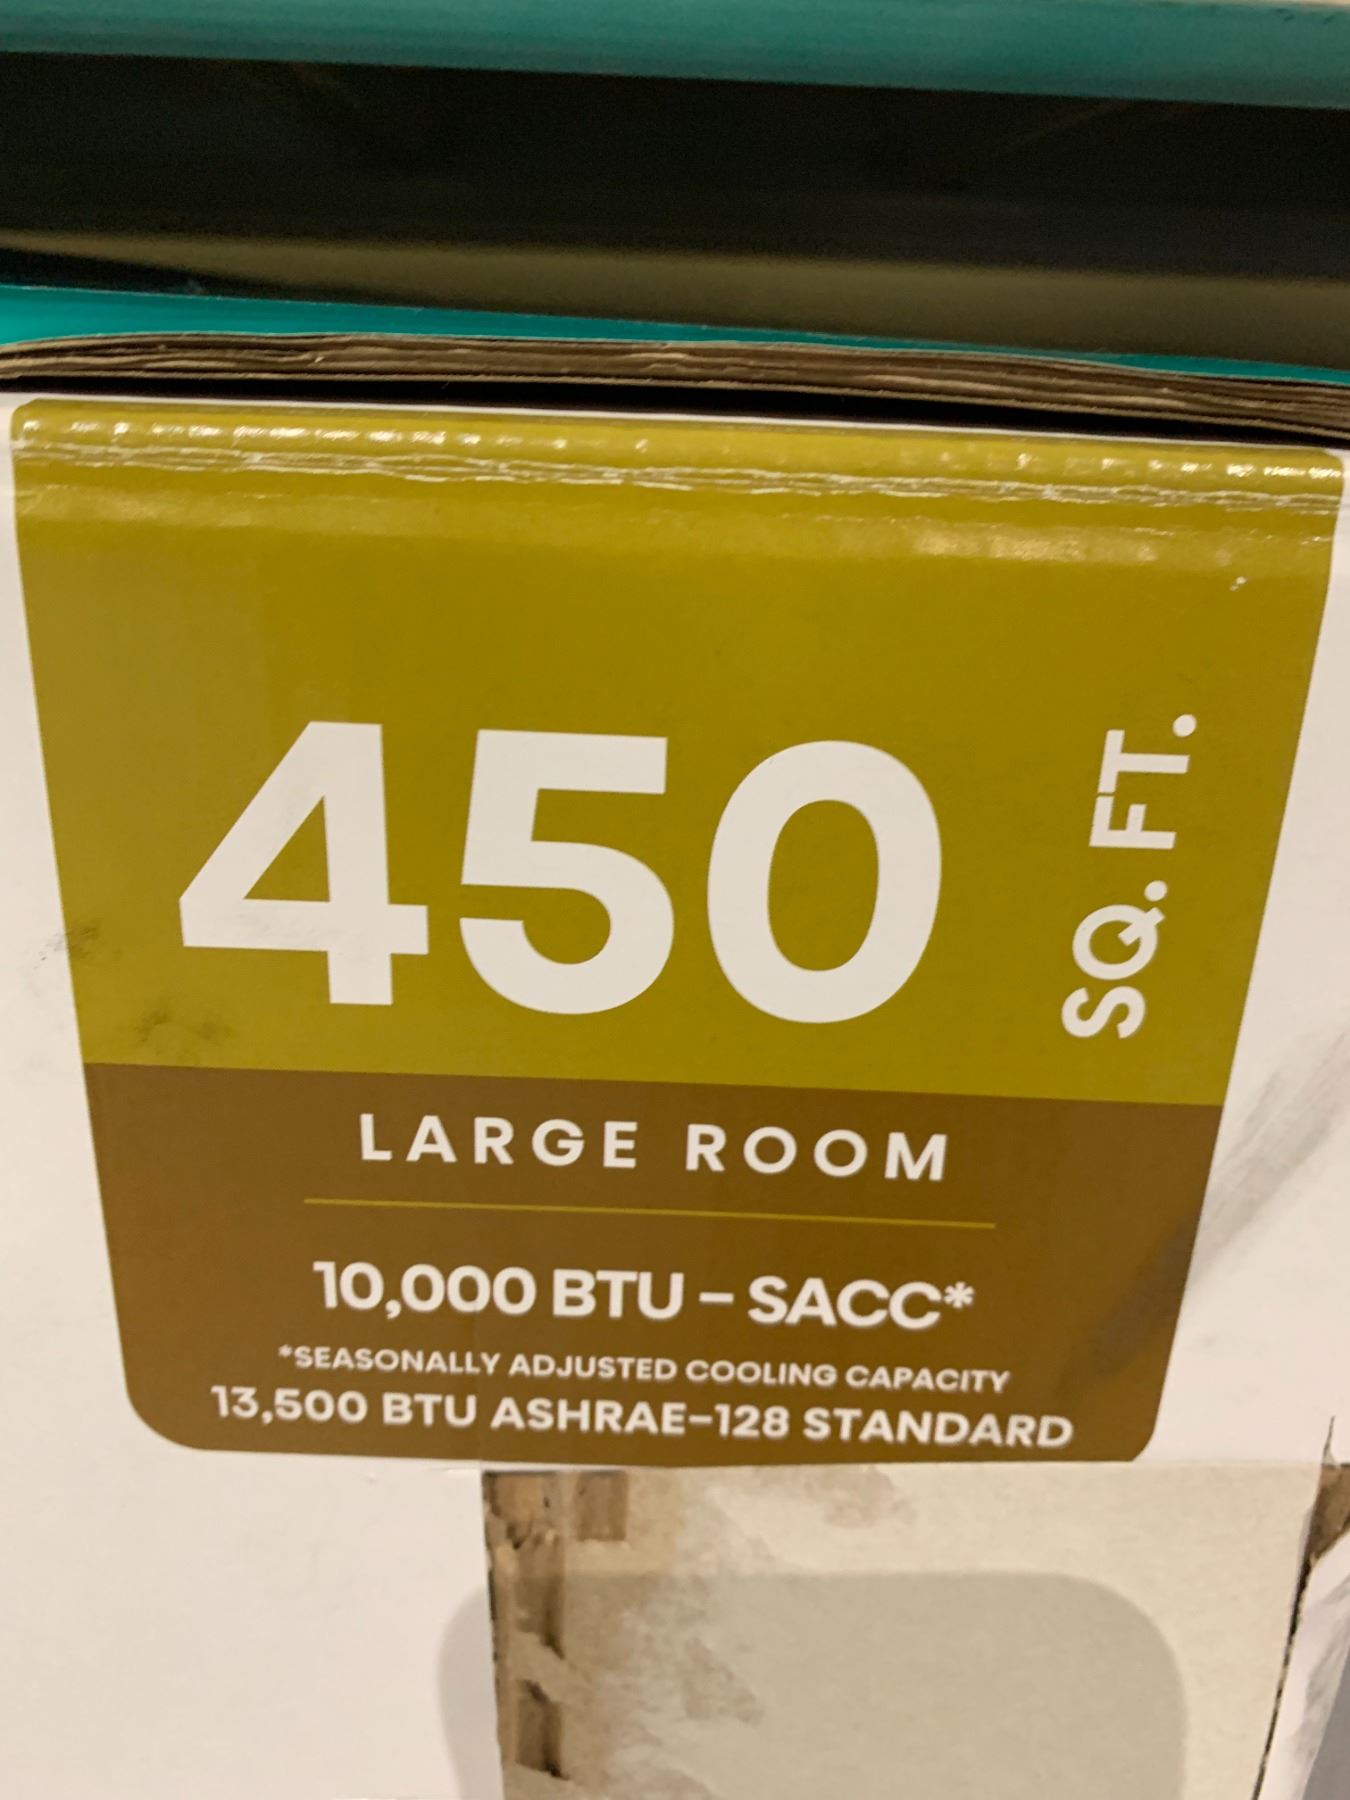 450 SQ. FT.
LARGE ROOM
10,000 BTU – SACC*
*SEASONALLY ADJUSTED COOLING CAPACITY
13,500 BTU ASHRAE-128 STANDARD